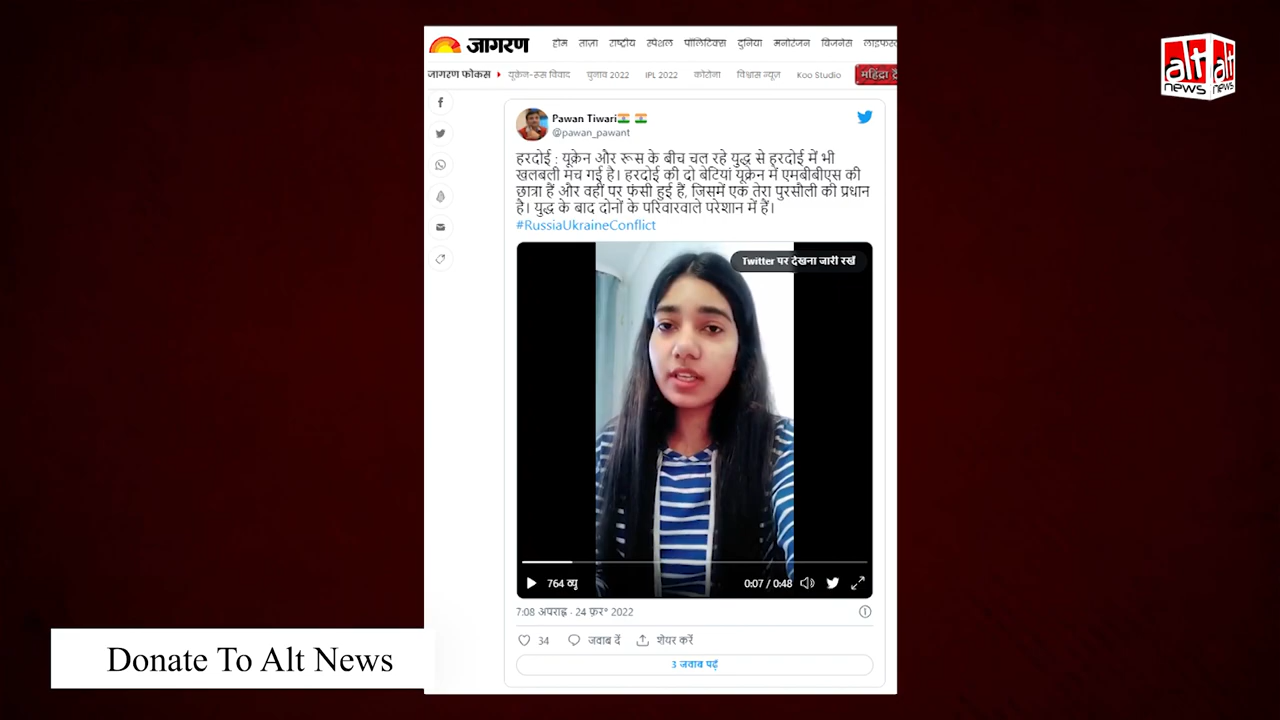 जागरण
होम ताज़ा राष्ट्रीय स्पेशल पॉलिटिक्स दुनिया मनोरंजन बिजनेस
जागरण फोकस यूक्रेन-रूस विवाद चुनाव 2022 IPL 2022 कोरोना विश्वास न्यूज़ Koo Studio महिंद्रा
alt alt
news news
Pawan Tiwari
@pawan_pawant
हरदोई : यूक्रेन और रूस के बीच चल रहे युद्ध से हरदोई में भी
खलबली मच गई है। हरदोई की दो बेटियां यूक्रेन में एमबीबीएस की
छात्रा हैं और वहीं पर फंसी हुई हैं, जिसमें एक तेरा पुरसौली की प्रधान
है। युद्ध के बाद दोनों के परिवारवाले परेशान में हैं।
#RussiaUkraineConflict
Twitter पर देखना जारी रखें
764 व्यू 0:07 / 0:48
7:08 अपराह्न · 24 फ़र॰ 2022
34 जवाब दें शेयर करें
3 जवाब पढ़ें
Donate To Alt News